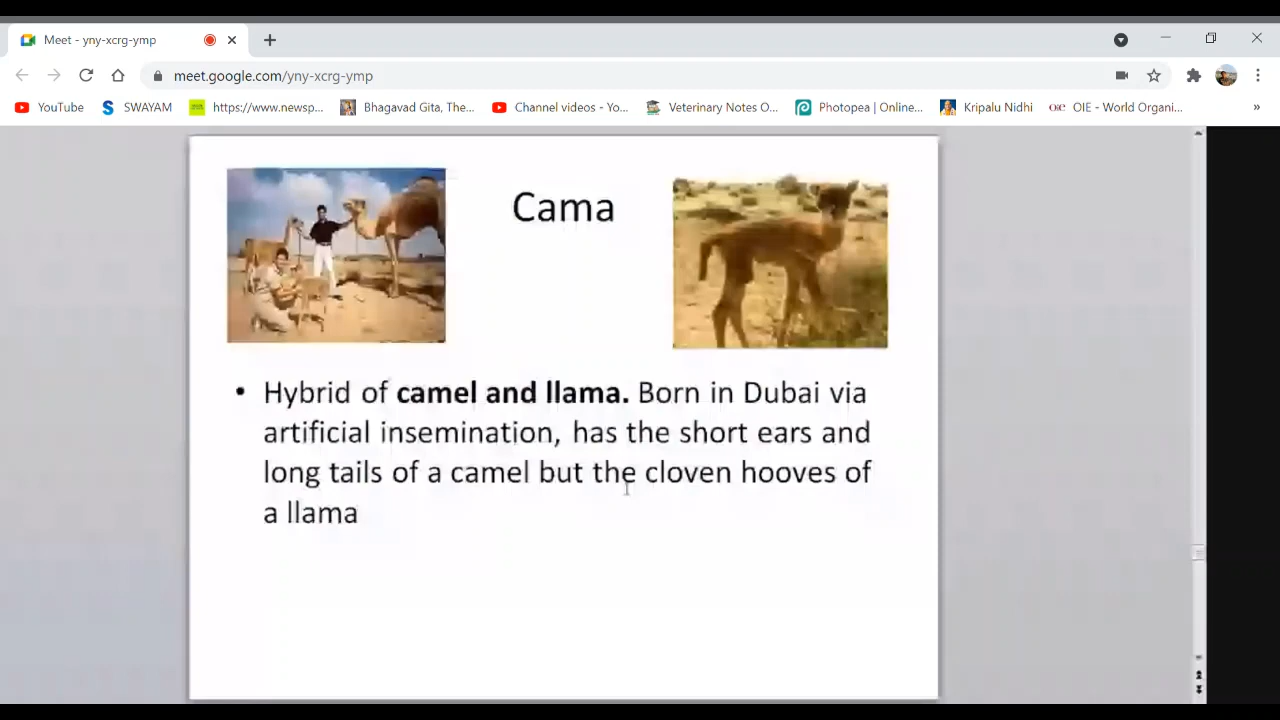 Meet - yny-xcrg-ymp
meet.google.com/yny-xcrg-ymp
YouTube
SWAYAM
https://www.newsp...
Bhagavad Gita, The...
Channel videos - Yo...
Veterinary Notes O...
Photopea | Online...
Kripalu Nidhi
OIE
OIE - World Organi...
»
Cama
• Hybrid of camel and llama. Born in Dubai via
artificial insemination, has the short ears and
long tails of a camel but the cloven hooves of
a llama